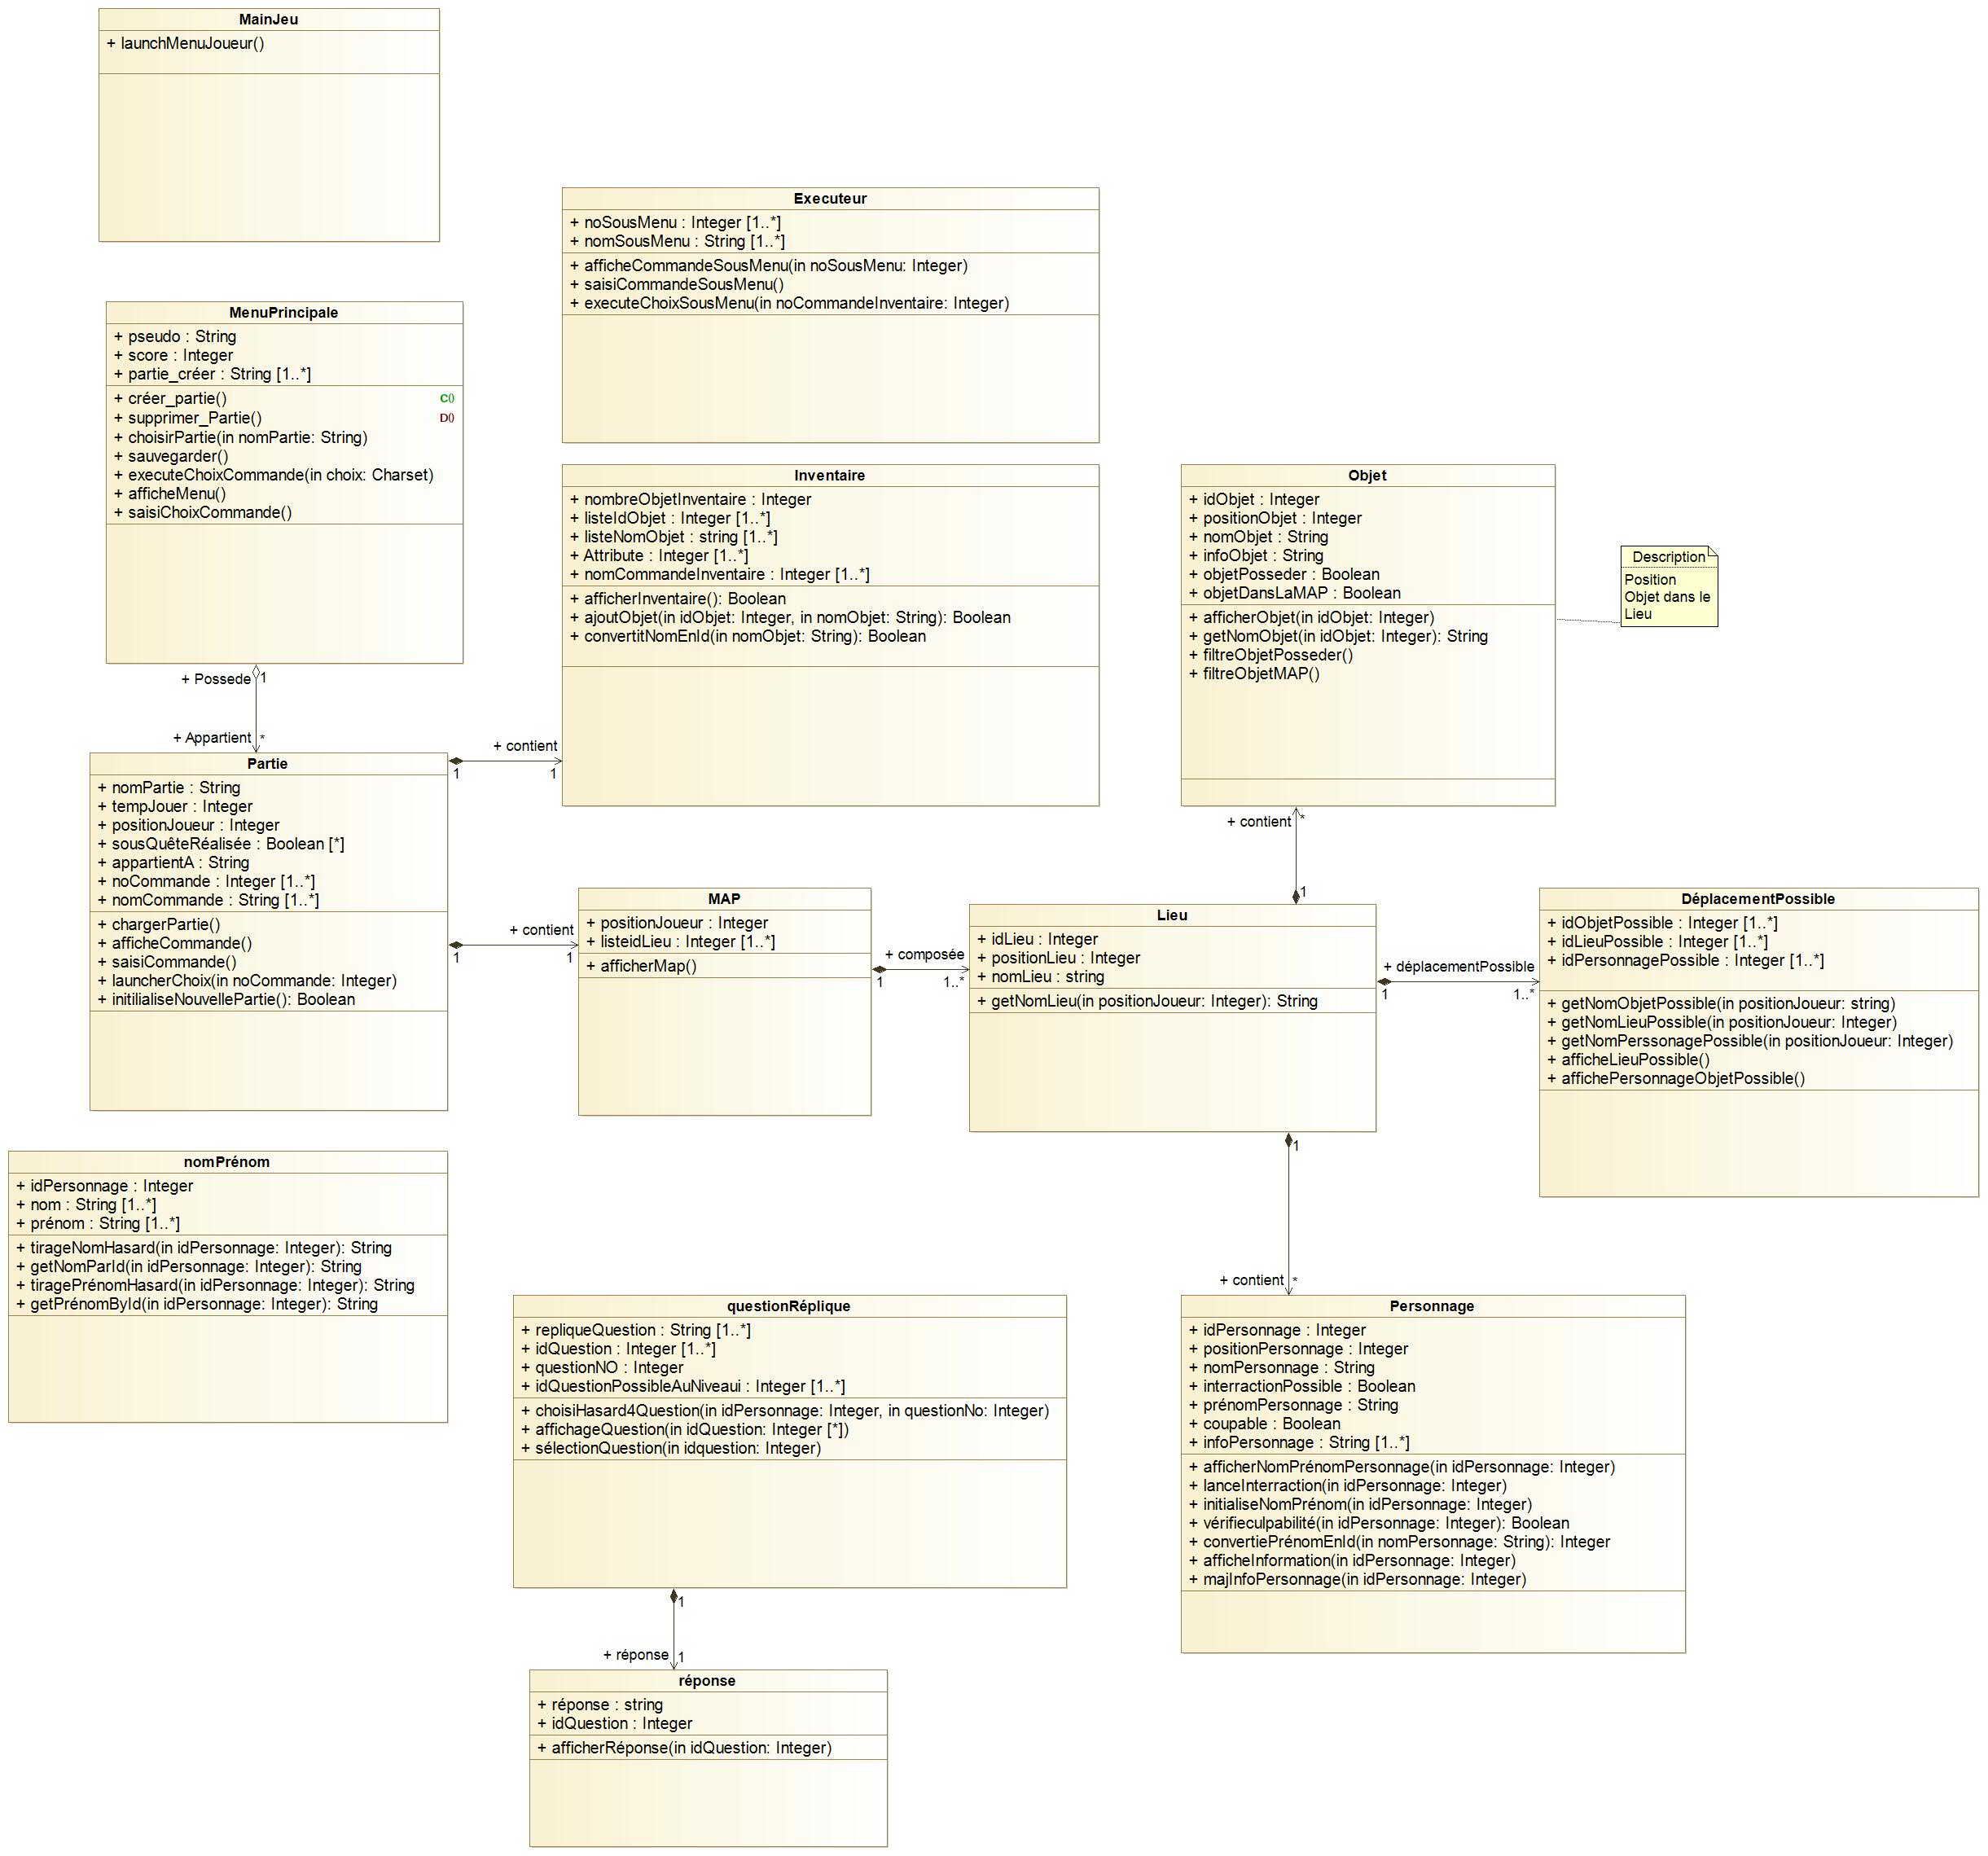 MainJeu
+ launchMenuJoueur()
Executeur
+ noSousMenu : Integer [1..*]
+ nomSousMenu : String [1..*]
+ afficheCommandeSousMenu(in noSousMenu: Integer)
+ saisiCommandeSousMenu()
+ executeChoixSousMenu(in noCommandeInventaire: Integer)
MenuPrincipale
+ pseudo : String
+ score : Integer
+ partie_créer : String [1..*]
+ créer_partie() C()
+ supprimer_Partie() D()
+ choisirPartie(in nomPartie: String)
+ sauvegarder()
+ executeChoixCommande(in choix: Charset)
+ afficheMenu()
+ saisiChoixCommande()
+ Possede 1
+ Appartient *
Inventaire
+ nombreObjetInventaire : Integer
+ listeIdObjet : Integer [1..*]
+ listeNomObjet : string [1..*]
+ Attribute : Integer [1..*]
+ nomCommandeInventaire : Integer [1..*]
+ afficherInventaire(): Boolean
+ ajoutObjet(in idObjet: Integer, in nomObjet: String): Boolean
+ convertitNomEnId(in nomObjet: String): Boolean
Objet
+ idObjet : Integer
+ positionObjet : Integer
+ nomObjet : String
+ infoObjet : String
+ objetPosseder : Boolean
+ objetDansLaMAP : Boolean
+ afficherObjet(in idObjet: Integer)
+ getNomObjet(in idObjet: Integer): String
+ filtreObjetPosseder()
+ filtreObjetMAP()
Description
Position
Objet dans le
Lieu
+ contient
1 1
Partie
+ nomPartie : String
+ tempJouer : Integer
+ positionJoueur : Integer
+ sousQuêteRéalisée : Boolean [*]
+ appartientA : String
+ noCommande : Integer [1..*]
+ nomCommande : String [1..*]
+ chargerPartie()
+ afficheCommande()
+ saisiCommande()
+ launcherChoix(in noCommande: Integer)
+ initilialiseNouvellePartie(): Boolean
+ contient
1 1
MAP
+ positionJoueur : Integer
+ listeidLieu : Integer [1..*]
+ afficherMap()
+ composée
1 1..*
+ contient *
1
Lieu
+ idLieu : Integer
+ positionLieu : Integer
+ nomLieu : string
+ getNomLieu(in positionJoueur: Integer): String
+ déplacementPossible
1 1..*
DéplacementPossible
+ idObjetPossible : Integer [1..*]
+ idLieuPossible : Integer [1..*]
+ idPersonnagePossible : Integer [1..*]
+ getNomObjetPossible(in positionJoueur: string)
+ getNomLieuPossible(in positionJoueur: Integer)
+ getNomPerssonagePossible(in positionJoueur: Integer)
+ afficheLieuPossible()
+ affichePersonnageObjetPossible()
1
+ contient *
nomPrénom
+ idPersonnage : Integer
+ nom : String [1..*]
+ prénom : String [1..*]
+ tirageNomHasard(in idPersonnage: Integer): String
+ getNomParId(in idPersonnage: Integer): String
+ tiragePrénomHasard(in idPersonnage: Integer): String
+ getPrénomById(in idPersonnage: Integer): String
questionRéplique
+ repliqueQuestion : String [1..*]
+ idQuestion : Integer [1..*]
+ questionNO : Integer
+ idQuestionPossibleAuNiveaui : Integer [1..*]
+ choisiHasard4Question(in idPersonnage: Integer, in questionNo: Integer)
+ affichageQuestion(in idQuestion: Integer [*])
+ sélectionQuestion(in idquestion: Integer)
Personnage
+ idPersonnage : Integer
+ positionPersonnage : Integer
+ nomPersonnage : String
+ interractionPossible : Boolean
+ prénomPersonnage : String
+ coupable : Boolean
+ infoPersonnage : String [1..*]
+ afficherNomPrénomPersonnage(in idPersonnage: Integer)
+ lanceInterraction(in idPersonnage: Integer)
+ initialiseNomPrénom(in idPersonnage: Integer)
+ vérifieculpabilité(in idPersonnage: Integer): Boolean
+ convertiePrénomEnId(in nomPersonnage: String): Integer
+ afficheInformation(in idPersonnage: Integer)
+ majInfoPersonnage(in idPersonnage: Integer)
1
+ réponse 1
réponse
+ réponse : string
+ idQuestion : Integer
+ afficherRéponse(in idQuestion: Integer)